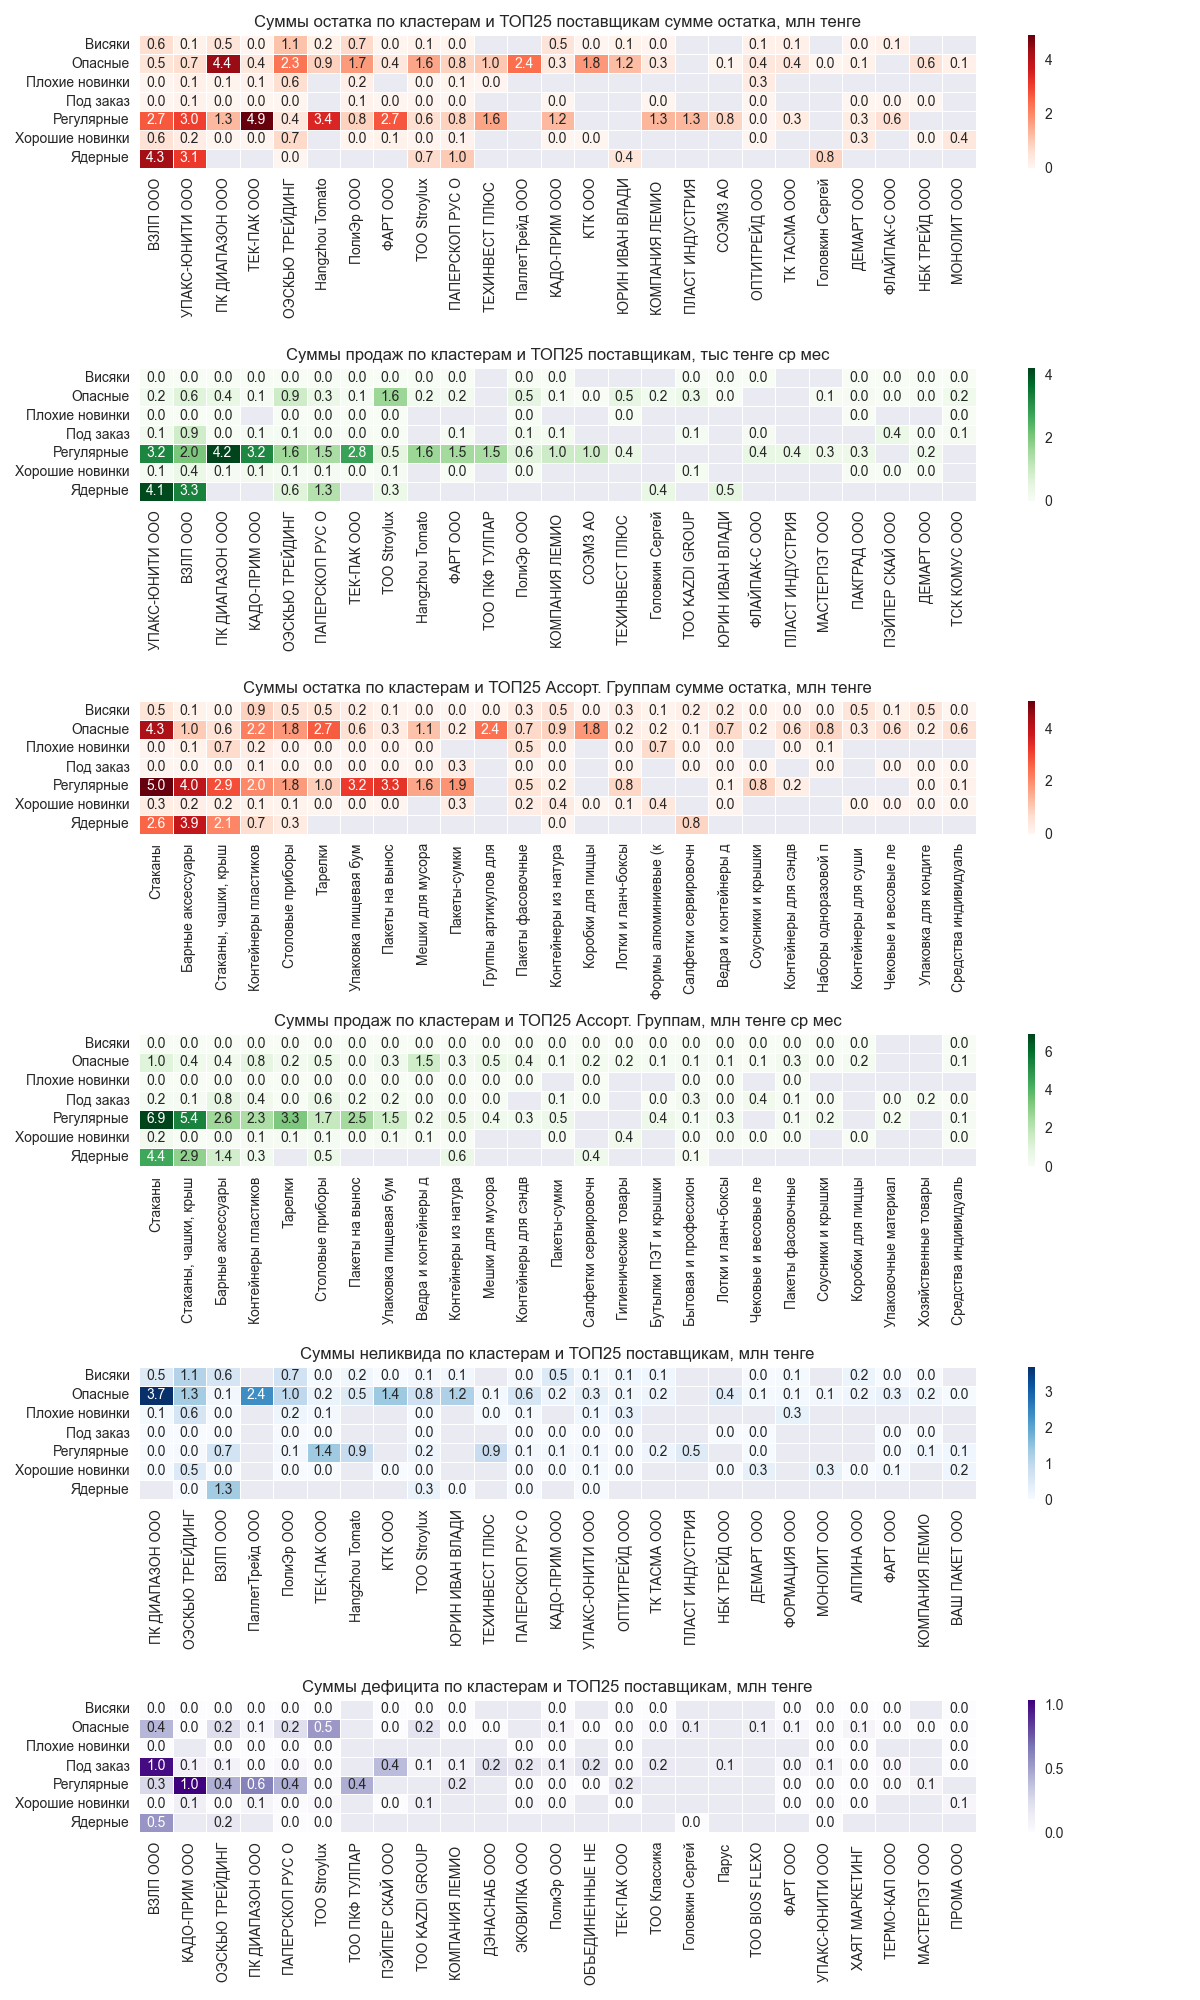 Суммы остатка по кластерам и ТОП25 поставщикам сумме остатка, млн тенге
Висяки 0.6 0.1 0.5 0.0 1.1 0.2 0.7 0.0 0.1 0.0 0.5 0.0 0.1 0.0 0.1 0.1 0.0 0.1
Опасные 0.5 0.7 4.4 0.4 2.3 0.9 1.7 0.4 1.6 0.8 1.0 2.4 0.3 1.8 1.2 0.3 0.1 0.4 0.4 0.0 0.1 0.6 0.1
Плохие новинки 0.0 0.1 0.1 0.1 0.6 0.2 0.0 0.1 0.0 0.3
Под заказ 0.0 0.1 0.0 0.0 0.0 0.1 0.0 0.0 0.0 0.0 0.0 0.0 0.0 0.0 0.0
Регулярные 2.7 3.0 1.3 4.9 0.4 3.4 0.8 2.7 0.6 0.8 1.6 1.2 1.3 1.3 0.8 0.0 0.3 0.3 0.6
Хорошие новинки 0.6 0.2 0.0 0.0 0.7 0.0 0.1 0.0 0.1 0.0 0.0 0.0 0.3 0.0 0.4
Ядерные 4.3 3.1 0.0 0.7 1.0 0.4 0.8
4
2
0
ВЗЛП ООО
УПАКС-ЮНИТИ ООО
ПК ДИАПАЗОН ООО
ТЕК-ПАК ООО
ОЭСКЬЮ ТРЕЙДИНГ
Hangzhou Tomato
ПолиЭр ООО
ФАРТ ООО
ТОО Stroylux
ПАПЕРСКОП РУС О
ТЕХИНВЕСТ ПЛЮС
ПаллетТрейд ООО
КАДО-ПРИМ ООО
КТК ООО
ЮРИН ИВАН ВЛАДИ
КОМПАНИЯ ЛЕМИО
ПЛАСТ ИНДУСТРИЯ
СОЭМЗ АО
ОПТИТРЕЙД ООО
ТК ТАСМА ООО
Головкин Сергей
ДЕМАРТ ООО
ФЛАЙПАК-С ООО
НБК ТРЕЙД ООО
МОНОЛИТ ООО
Суммы продаж по кластерам и ТОП25 поставщикам, тыс тенге ср мес
Висяки 0.0 0.0 0.0 0.0 0.0 0.0 0.0 0.0 0.0 0.0 0.0 0.0 0.0 0.0 0.0 0.0 0.0 0.0 0.0
Опасные 0.2 0.6 0.4 0.1 0.9 0.3 0.1 1.6 0.2 0.2 0.5 0.1 0.0 0.5 0.2 0.3 0.0 0.1 0.0 0.0 0.0 0.2
Плохие новинки 0.0 0.0 0.0 0.0 0.0 0.0 0.0 0.0 0.0 0.0 0.0
Под заказ 0.1 0.9 0.0 0.1 0.1 0.0 0.0 0.0 0.1 0.1 0.1 0.1 0.0 0.4 0.0 0.1
Регулярные 3.2 2.0 4.2 3.2 1.6 1.5 2.8 0.5 1.6 1.5 1.5 0.6 1.0 1.0 0.4 0.4 0.4 0.3 0.3 0.2
Хорошие новинки 0.1 0.4 0.1 0.1 0.1 0.1 0.0 0.1 0.0 0.0 0.1 0.0 0.0 0.0
Ядерные 4.1 3.3 0.6 1.3 0.3 0.4 0.5
4
2
0
УПАКС-ЮНИТИ ООО
ВЗЛП ООО
ПК ДИАПАЗОН ООО
КАДО-ПРИМ ООО
ОЭСКЬЮ ТРЕЙДИНГ
ПАПЕРСКОП РУС О
ТЕК-ПАК ООО
ТОО Stroylux
Hangzhou Tomato
ФАРТ ООО
ТОО ПКФ ТУЛПАР
ПолиЭр ООО
КОМПАНИЯ ЛЕМИО
СОЭМЗ АО
ТЕХИНВЕСТ ПЛЮС
Головкин Сергей
ТОО KAZDI GROUP
ЮРИН ИВАН ВЛАДИ
ФЛАЙПАК-С ООО
ПЛАСТ ИНДУСТРИЯ
МАСТЕРПЭТ ООО
ПАКГРАД ООО
ПЭЙПЕР СКАЙ ООО
ДЕМАРТ ООО
ТСК КОМУС ООО
Суммы остатка по кластерам и ТОП25 Ассорт. Группам сумме остатка, млн тенге
Висяки 0.5 0.1 0.0 0.9 0.5 0.5 0.2 0.1 0.0 0.0 0.0 0.3 0.5 0.0 0.3 0.1 0.2 0.2 0.0 0.0 0.0 0.5 0.1 0.5 0.0
Опасные 4.3 1.0 0.6 2.2 1.8 2.7 0.6 0.3 1.1 0.2 2.4 0.7 0.9 1.8 0.2 0.2 0.1 0.7 0.2 0.6 0.8 0.3 0.6 0.2 0.6
Плохие новинки 0.0 0.1 0.7 0.2 0.0 0.0 0.0 0.0 0.0 0.5 0.0 0.0 0.7 0.0 0.0 0.0 0.1
Под заказ 0.0 0.0 0.0 0.1 0.0 0.0 0.0 0.0 0.0 0.3 0.0 0.0 0.0 0.0 0.0 0.0 0.0 0.0 0.0 0.0
Регулярные 5.0 4.0 2.9 2.0 1.8 1.0 3.2 3.3 1.6 1.9 0.5 0.2 0.8 0.1 0.8 0.2 0.0 0.1
Хорошие новинки 0.3 0.2 0.2 0.1 0.1 0.0 0.0 0.0 0.3 0.2 0.4 0.0 0.1 0.4 0.0 0.0 0.0 0.0 0.0
Ядерные 2.6 3.9 2.1 0.7 0.3 0.0 0.8
4
2
0
Стаканы
Барные аксессуары
Стаканы, чашки, крыш
Контейнеры пластиков
Столовые приборы
Тарелки
Упаковка пищевая бум
Пакеты на вынос
Мешки для мусора
Пакеты-сумки
Группы артикулов для
Пакеты фасовочные
Контейнеры из натура
Коробки для пиццы
Лотки и ланч-боксы
Формы алюминиевые (к
Салфетки сервировочн
Ведра и контейнеры д
Соусники и крышки
Контейнеры для сэндв
Наборы одноразовой п
Контейнеры для суши
Чековые и весовые ле
Упаковка для кондите
Средства индивидуаль
Суммы продаж по кластерам и ТОП25 Ассорт. Группам, млн тенге ср мес
Висяки 0.0 0.0 0.0 0.0 0.0 0.0 0.0 0.0 0.0 0.0 0.0 0.0 0.0 0.0 0.0 0.0 0.0 0.0 0.0 0.0 0.0 0.0 0.0
Опасные 1.0 0.4 0.4 0.8 0.2 0.5 0.0 0.3 1.5 0.3 0.5 0.4 0.1 0.2 0.2 0.1 0.1 0.1 0.1 0.3 0.0 0.2 0.1
Плохие новинки 0.0 0.0 0.0 0.0 0.0 0.0 0.0 0.0 0.0 0.0 0.0 0.0 0.0 0.0 0.0 0.0
Под заказ 0.2 0.1 0.8 0.4 0.0 0.6 0.2 0.2 0.0 0.0 0.0 0.1 0.0 0.0 0.3 0.0 0.4 0.1 0.0 0.0 0.2 0.0
Регулярные 6.9 5.4 2.6 2.3 3.3 1.7 2.5 1.5 0.2 0.5 0.4 0.3 0.5 0.4 0.1 0.3 0.1 0.2 0.2 0.1
Хорошие новинки 0.2 0.0 0.0 0.1 0.1 0.1 0.0 0.1 0.1 0.0 0.0 0.4 0.0 0.0 0.0 0.0 0.0 0.0
Ядерные 4.4 2.9 1.4 0.3 0.5 0.6 0.4 0.1
6
4
2
0
Стаканы
Стаканы, чашки, крыш
Барные аксессуары
Контейнеры пластиков
Тарелки
Столовые приборы
Пакеты на вынос
Упаковка пищевая бум
Ведра и контейнеры д
Контейнеры из натура
Мешки для мусора
Контейнеры для сэндв
Пакеты-сумки
Салфетки сервировочн
Гигиенические товары
Бутылки ПЭТ и крышки
Бытовая и профессион
Лотки и ланч-боксы
Чековые и весовые ле
Пакеты фасовочные
Соусники и крышки
Коробки для пиццы
Упаковочные материал
Хозяйственные товары
Средства индивидуаль
Суммы неликвида по кластерам и ТОП25 поставщикам, млн тенге
Висяки 0.5 1.1 0.6 0.7 0.0 0.2 0.0 0.1 0.1 0.0 0.5 0.1 0.1 0.1 0.0 0.1 0.2 0.0 0.0
Опасные 3.7 1.3 0.1 2.4 1.0 0.2 0.5 1.4 0.8 1.2 0.1 0.6 0.2 0.3 0.1 0.2 0.4 0.1 0.1 0.1 0.2 0.3 0.2 0.0
Плохие новинки 0.1 0.6 0.0 0.2 0.1 0.0 0.0 0.1 0.1 0.3 0.3
Под заказ 0.0 0.0 0.0 0.0 0.0 0.0 0.0 0.0 0.0 0.0 0.0 0.0 0.0 0.0 0.0 0.0
Регулярные 0.0 0.0 0.7 0.1 1.4 0.9 0.2 0.9 0.1 0.1 0.1 0.0 0.2 0.5 0.0 0.0 0.1 0.1
Хорошие новинки 0.0 0.5 0.0 0.0 0.0 0.0 0.0 0.0 0.0 0.1 0.0 0.0 0.3 0.3 0.0 0.1 0.2
Ядерные 0.0 1.3 0.3 0.0 0.0 0.0
3
2
1
0
ПК ДИАПАЗОН ООО
ОЭСКЬЮ ТРЕЙДИНГ
ВЗЛП ООО
ПаллетТрейд ООО
ПолиЭр ООО
ТЕК-ПАК ООО
Hangzhou Tomato
КТК ООО
ТОО Stroylux
ЮРИН ИВАН ВЛАДИ
ТЕХИНВЕСТ ПЛЮС
ПАПЕРСКОП РУС О
КАДО-ПРИМ ООО
УПАКС-ЮНИТИ ООО
ОПТИТРЕЙД ООО
ТК ТАСМА ООО
ПЛАСТ ИНДУСТРИЯ
НБК ТРЕЙД ООО
ДЕМАРТ ООО
ФОРМАЦИЯ ООО
МОНОЛИТ ООО
АЛПИНА ООО
ФАРТ ООО
КОМПАНИЯ ЛЕМИО
ВАШ ПАКЕТ ООО
Суммы дефицита по кластерам и ТОП25 поставщикам, млн тенге
Висяки 0.0 0.0 0.0 0.0 0.0 0.0 0.0 0.0 0.0 0.0 0.0 0.0 0.0 0.0 0.0 0.0
Опасные 0.4 0.0 0.2 0.1 0.2 0.5 0.0 0.2 0.0 0.0 0.1 0.0 0.0 0.0 0.1 0.1 0.1 0.0 0.1 0.0 0.0 0.0
Плохие новинки 0.0 0.0 0.0 0.0 0.0 0.0 0.0 0.0 0.0 0.0 0.0
Под заказ 1.0 0.1 0.1 0.0 0.0 0.0 0.4 0.1 0.1 0.2 0.2 0.1 0.2 0.0 0.2 0.1 0.0 0.1 0.0 0.0 0.0
Регулярные 0.3 1.0 0.4 0.6 0.4 0.0 0.4 0.2 0.0 0.0 0.0 0.2 0.0 0.0 0.0 0.0 0.1
Хорошие новинки 0.0 0.1 0.0 0.1 0.0 0.0 0.0 0.1 0.0 0.0 0.0 0.0 0.0 0.0 0.1
Ядерные 0.5 0.2 0.0 0.0 0.0 0.0
1.0
0.5
0.0
ВЗЛП ООО
КАДО-ПРИМ ООО
ОЭСКЬЮ ТРЕЙДИНГ
ПК ДИАПАЗОН ООО
ПАПЕРСКОП РУС О
ТОО Stroylux
ТОО ПКФ ТУЛПАР
ПЭЙПЕР СКАЙ ООО
ТОО KAZDI GROUP
КОМПАНИЯ ЛЕМИО
ДЭНАСНАБ ООО
ЭКОВИЛКА ООО
ПолиЭр ООО
ОБЪЕДИНЕННЫЕ НЕ
ТЕК-ПАК ООО
ТОО Классика
Головкин Сергей
Парус
ТОО BIOS FLEXO
ФАРТ ООО
УПАКС-ЮНИТИ ООО
ХАЯТ МАРКЕТИНГ
ТЕРМО-КАП ООО
МАСТЕРПЭТ ООО
ПРОМА ООО